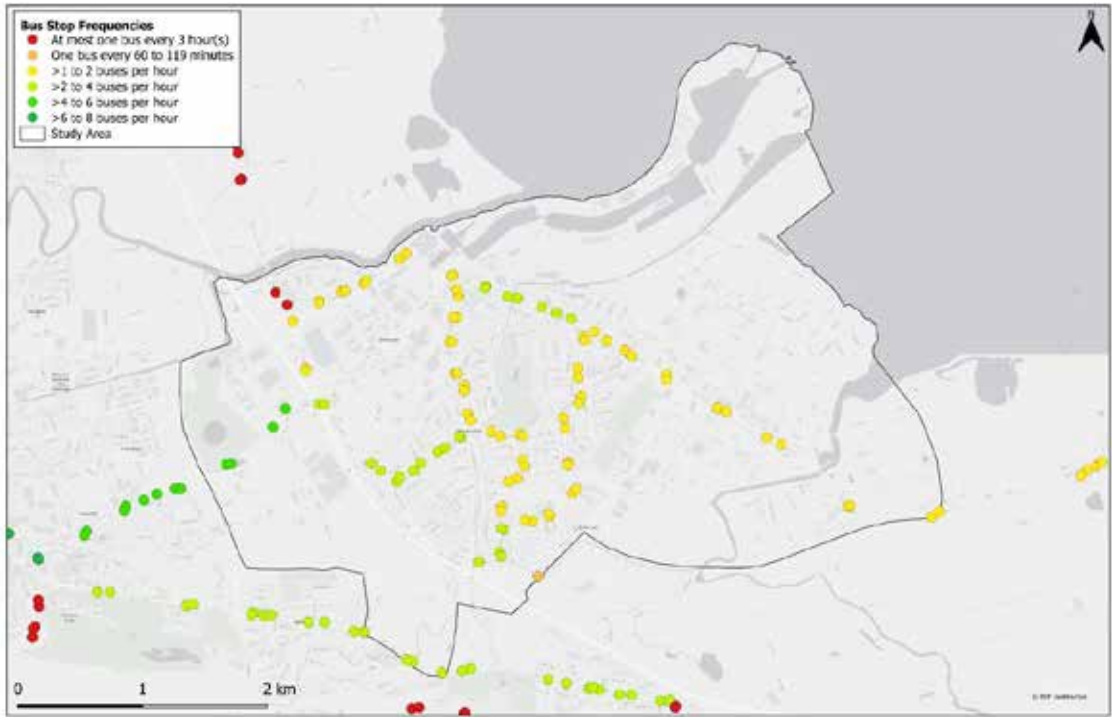 Bus Stop Frequencies
At most one bus every 3 hour(s)
One bus every 60 to 119 minutes
>1 to 2 buses per hour
>2 to 4 buses per hour
>4 to 6 buses per hour
>6 to 8 buses per hour
Study Area
N
0 1 2 km